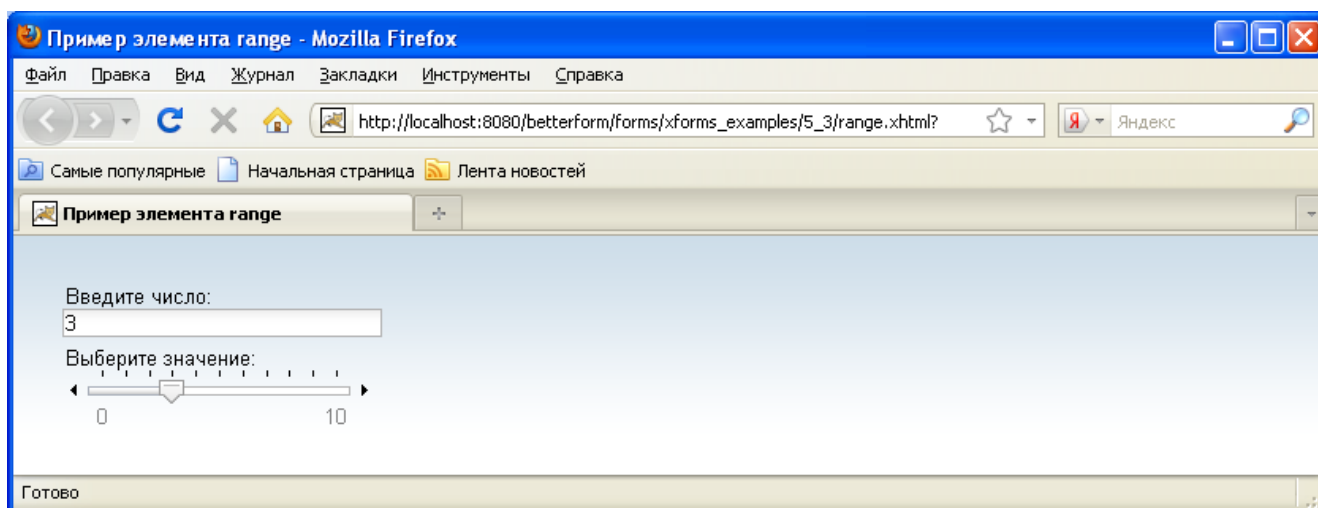 Пример элемента range - Mozilla Firefox
Файл Правка Вид Журнал Закладки Инструменты Справка
http://localhost:8080/betterform/forms/xforms_examples/5_3/range.xhtml? Я Яндекс
Самые популярные Начальная страница Лента новостей
Пример элемента range
Введите число:
3
Выберите значение:
0 10
Готово